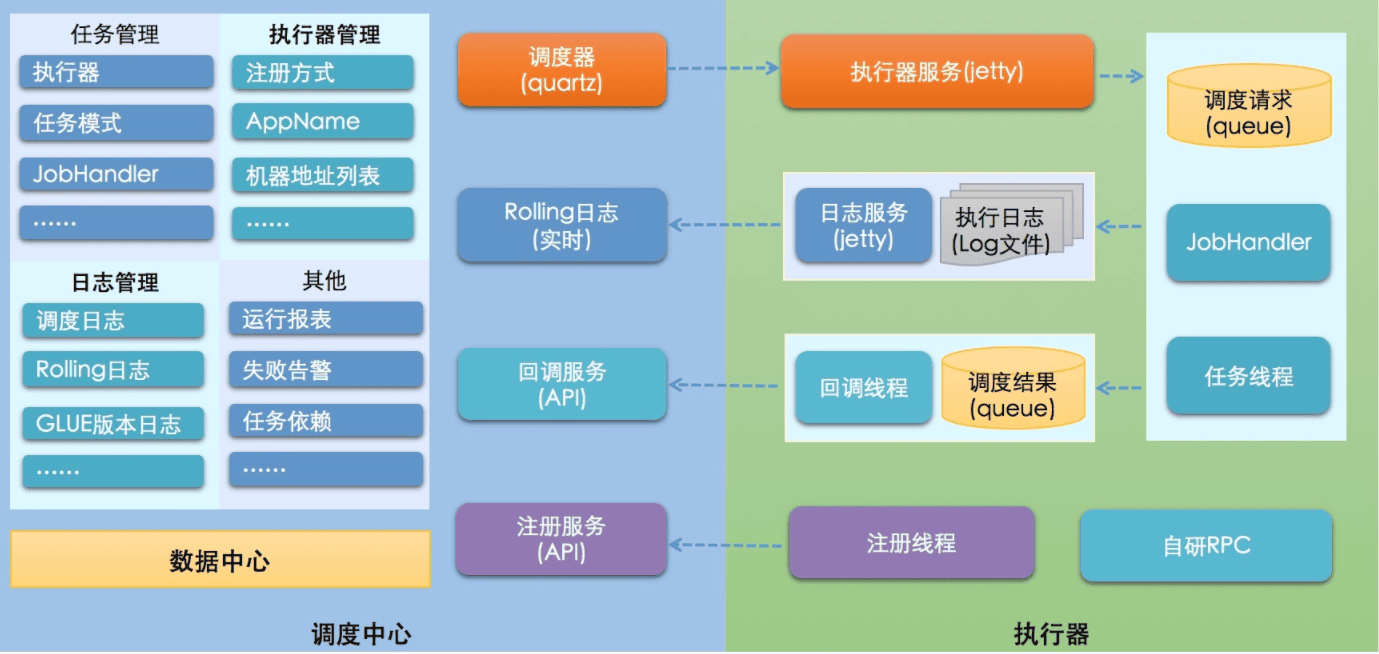 任务管理
执行器
任务模式
JobHandler
······
执行器管理
注册方式
AppName
机器地址列表
······
日志管理
调度日志
Rolling日志
GLUE版本日志
······
其他
运行报表
失败告警
任务依赖
······
数据中心
调度器
(quartz)
Rolling日志
(实时)
回调服务
(API)
注册服务
(API)
调度中心
执行器服务(jetty)
日志服务
(jetty)
执行日志
(Log文件)
回调线程
调度结果
(queue)
注册线程
调度请求
(queue)
JobHandler
任务线程
自研RPC
执行器